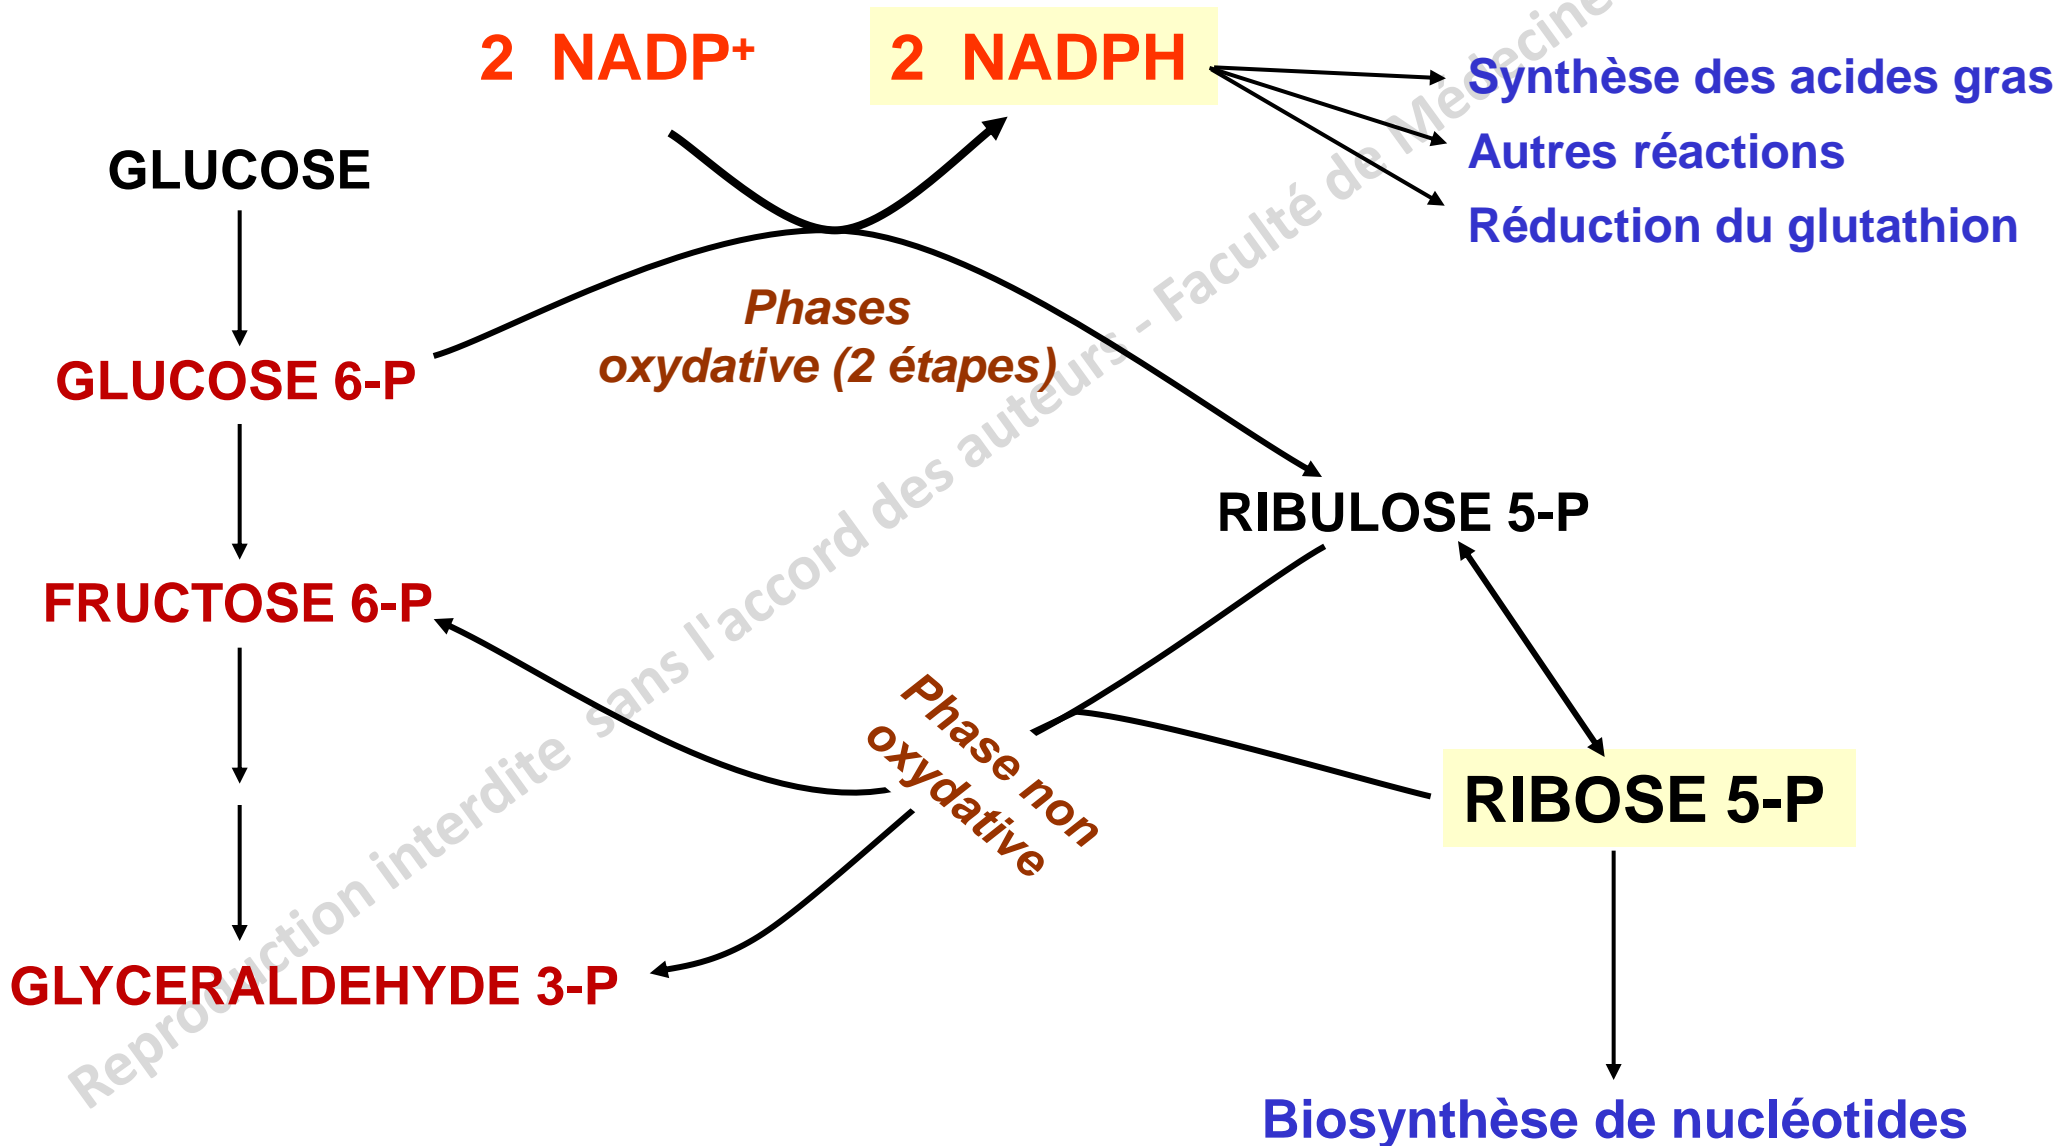 2 NADP+
2 NADPH
Synthèse des acides gras
Autres réactions
Réduction du glutathion
GLUCOSE
Phases
oxydative (2 étapes)
GLUCOSE 6-P
RIBULOSE 5-P
FRUCTOSE 6-P
Phase non
oxydative
RIBOSE 5-P
GLYCERALDEHYDE 3-P
Biosynthèse de nucléotides
Reproduction interdite sans l'accord des auteurs - Faculté de Médecine